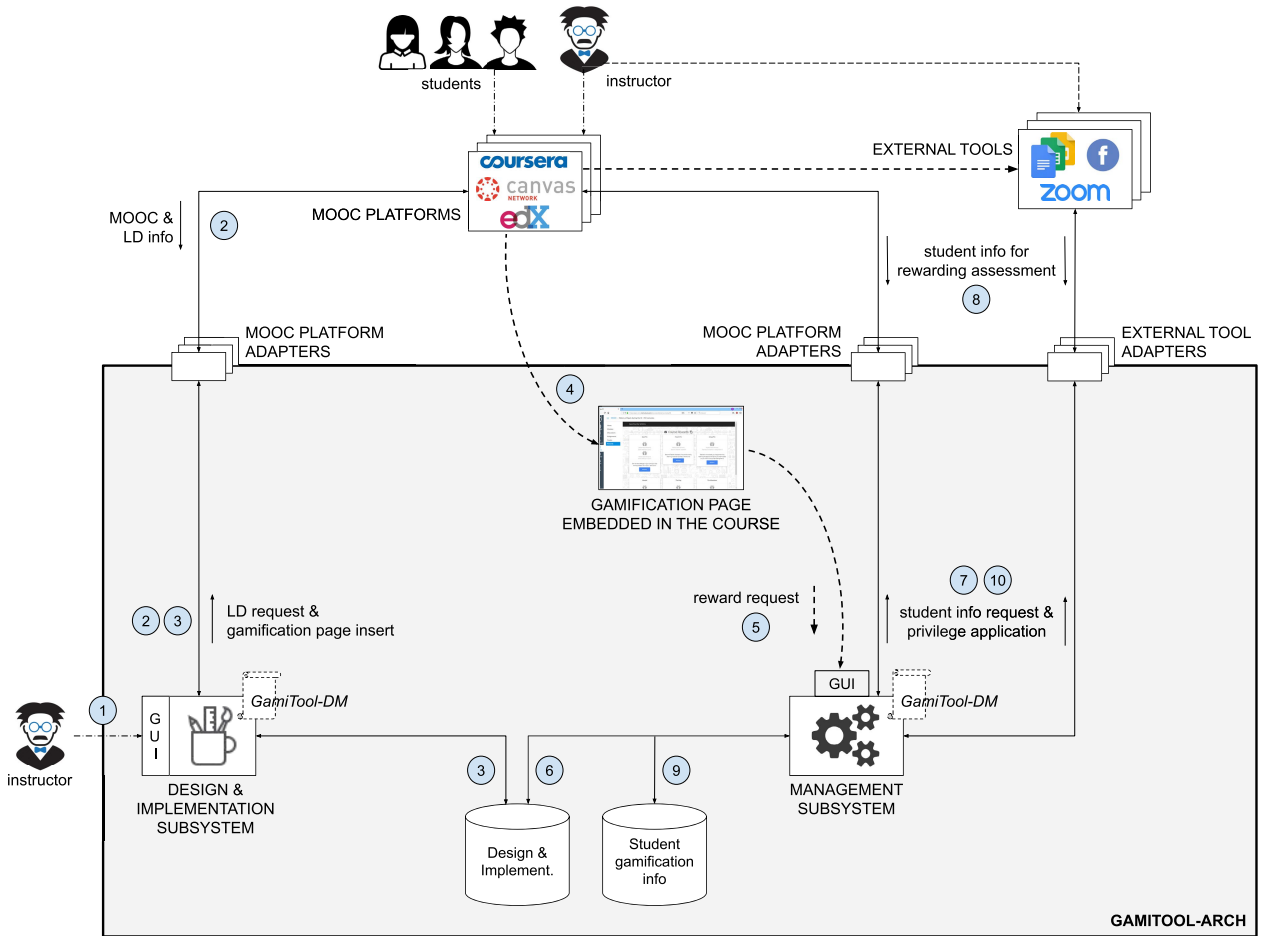 students
instructor
EXTERNAL TOOLS
coursera
canvas
NETWORK
edX
f
zoom
MOOC PLATFORMS
MOOC &
LD info
2
student info for
rewarding assessment
8
MOOC PLATFORM
ADAPTERS
MOOC PLATFORM
ADAPTERS
EXTERNAL TOOL
ADAPTERS
4
GAMIFICATION PAGE
EMBEDDED IN THE COURSE
2
3
LD request &
gamification page insert
reward request
5
7
10
student info request &
privilege application
1
instructor
GUI
GamiTool-DM
GUI
GamiTool-DM
DESIGN &
IMPLEMENTATION
SUBSYSTEM
3
6
9
MANAGEMENT
SUBSYSTEM
Design &
Implement.
Student
gamification
info
GAMITOOL-ARCH